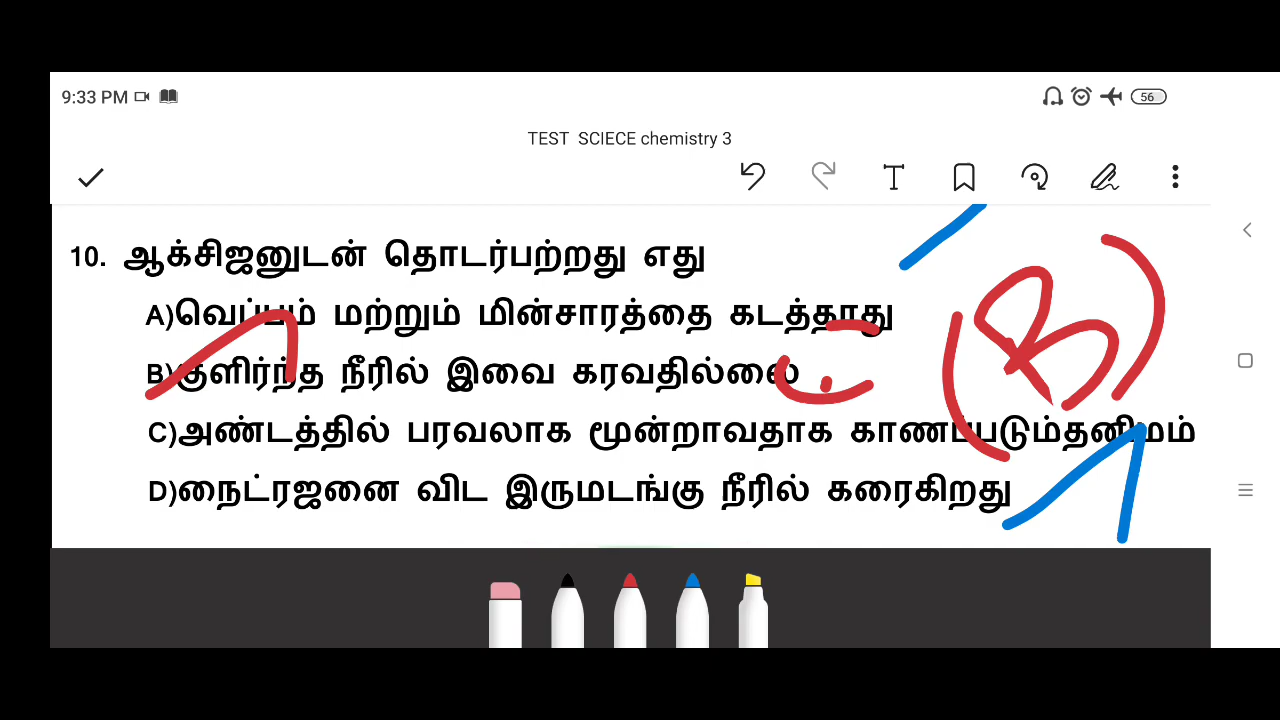 9:33 PM 56
TEST SCIECE chemistry 3
10. ஆக்சிஜனுடன் தொடர்பற்றது எது
A)வெப்பம் மற்றும் மின்சாரத்தை கடத்தாது
B)குளிர்ந்த நீரில் இவை கரவதில்லை
(B)
C)அண்டத்தில் பரவலாக மூன்றாவதாக காணப்படும்தனிமம்
D)நைட்ரஜனை விட இருமடங்கு நீரில் கரைகிறது